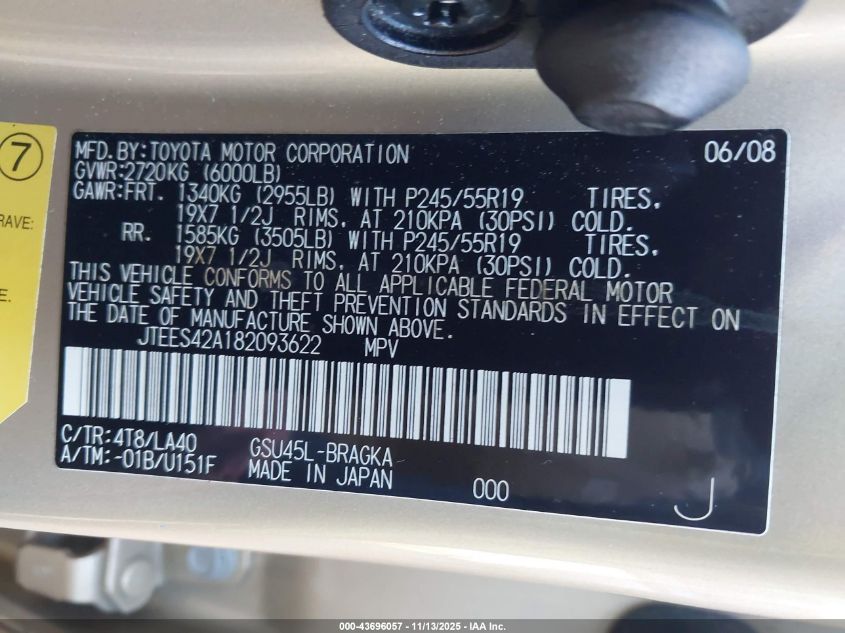 7
RAVE:
E.
MFD.BY:TOYOTA MOTOR CORPORATION 06/08
GVWR:2720KG (6000LB)
GAWR:FRT. 1340KG (2955LB) WITH P245/55R19 TIRES,
19X7 1/2J RIMS, AT 210KPA (30PSI) COLD.
RR. 1585KG (3505LB) WITH P245/55R19 TIRES,
19X7 1/2J RIMS, AT 210KPA (30PSI) COLD.
THIS VEHICLE CONFORMS TO ALL APPLICABLE FEDERAL MOTOR
VEHICLE SAFETY AND THEFT PREVENTION STANDARDS IN EFFECT ON
THE DATE OF MANUFACTURE SHOWN ABOVE.
JTEES42A182093622 MPV
C/TR:4T8/LA40 GSU45L-BRAGKA
A/TM:-01B/U151F MADE IN JAPAN 000 J
000-43696057 - 11/13/2025 - IAA Inc.